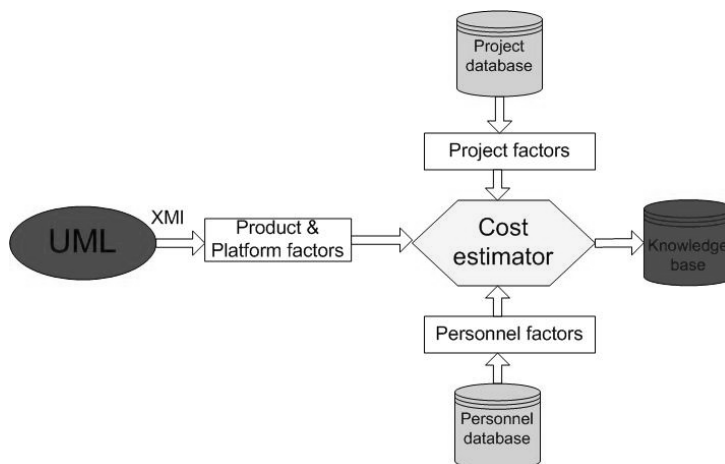 Project
database
Project factors
XMI
UML
Product &
Platform factors
Cost
estimator
Knowledge
base
Personnel factors
Personnel
database